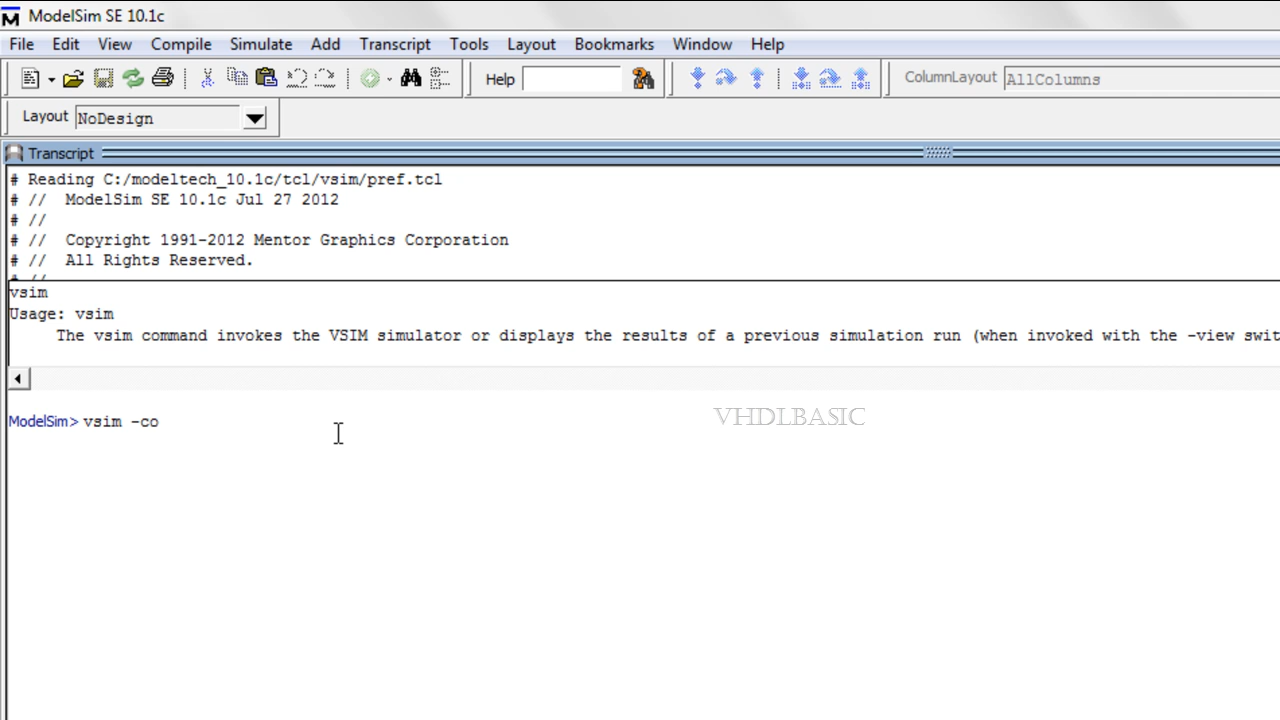 ModelSim SE 10.1c
File Edit View Compile Simulate Add Transcript Tools Layout Bookmarks Window Help
Help ColumnLayout AllColumns
Layout NoDesign
Transcript
# Reading C:/modeltech_10.1c/tcl/vsim/pref.tcl
# // ModelSim SE 10.1c Jul 27 2012
# //
# // Copyright 1991-2012 Mentor Graphics Corporation
# // All Rights Reserved.
# //
vsim
Usage: vsim
The vsim command invokes the VSIM simulator or displays the results of a previous simulation run (when invoked with the -view swit
ModelSim> vsim -co
VHDLBASIC